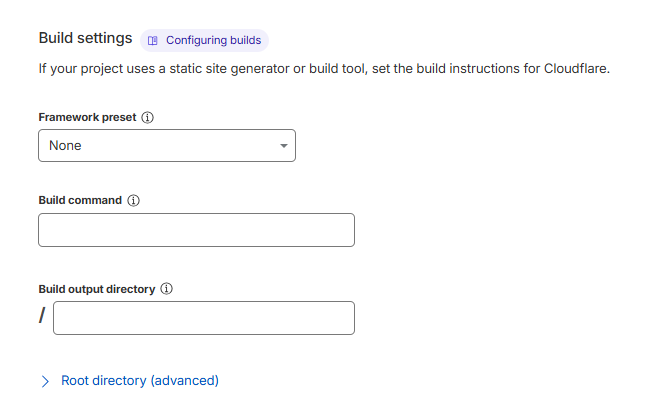 Build settings Configuring builds
If your project uses a static site generator or build tool, set the build instructions for Cloudflare.
Framework preset
None
Build command
Build output directory
/
Root directory (advanced)